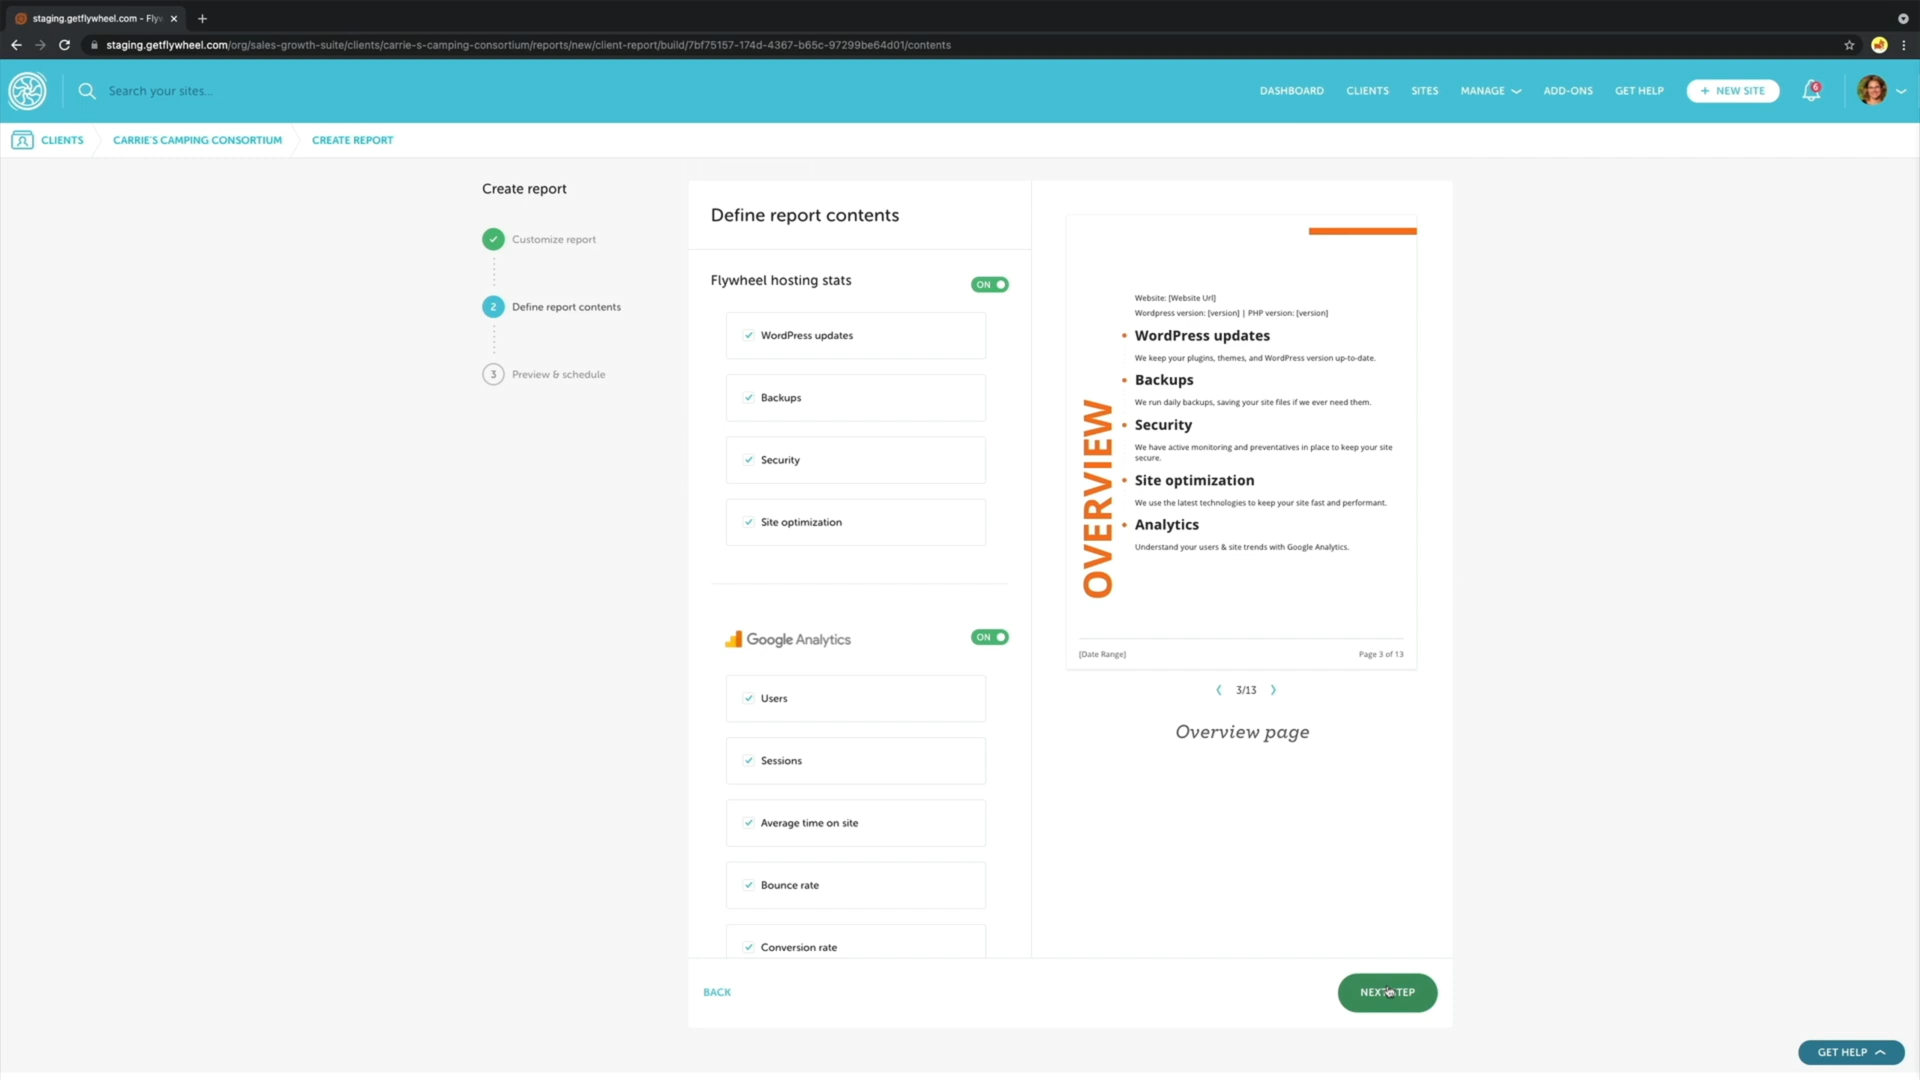 staging.getflywheel.com - Flyw
staging.getflywheel.com/org/sales-growth-suite/clients/carrie-s-camping-consortium/reports/new/client-report/build/7bf75157-174d-4367-b65c-97299be64d01/contents
Search your sites...
DASHBOARD
CLIENTS
SITES
MANAGE
ADD-ONS
GET HELP
+ NEW SITE
6
CLIENTS
CARRIE'S CAMPING CONSORTIUM
CREATE REPORT
Create report
Customize report
2 Define report contents
3 Preview & schedule
Define report contents
Flywheel hosting stats
ON
WordPress updates
Backups
Security
Site optimization
Google Analytics
ON
Users
Sessions
Average time on site
Bounce rate
Conversion rate
BACK
OVERVIEW
Website: [Website Url]
Wordpress version: [version] | PHP version: [version]
WordPress updates
We keep your plugins, themes, and WordPress version up-to-date.
Backups
We run daily backups, saving your site files if we ever need them.
Security
We have active monitoring and preventatives in place to keep your site
secure.
Site optimization
We use the latest technologies to keep your site fast and performant.
Analytics
Understand your users & site trends with Google Analytics.
[Date Range]
Page 3 of 13
3/13
Overview page
NEXT STEP
GET HELP